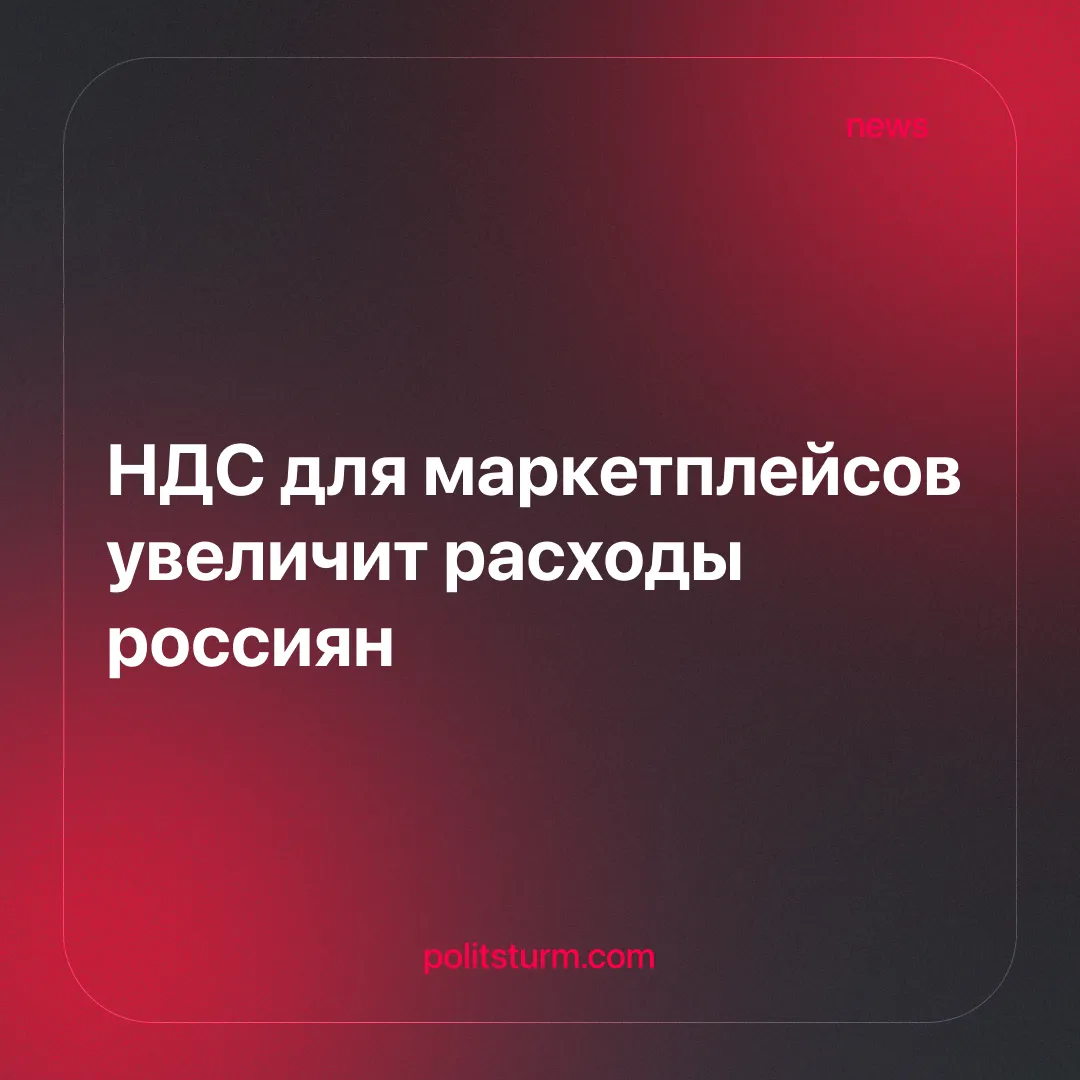 news
НДС для маркетплейсов
увеличит расходы
россиян
politsturm.com